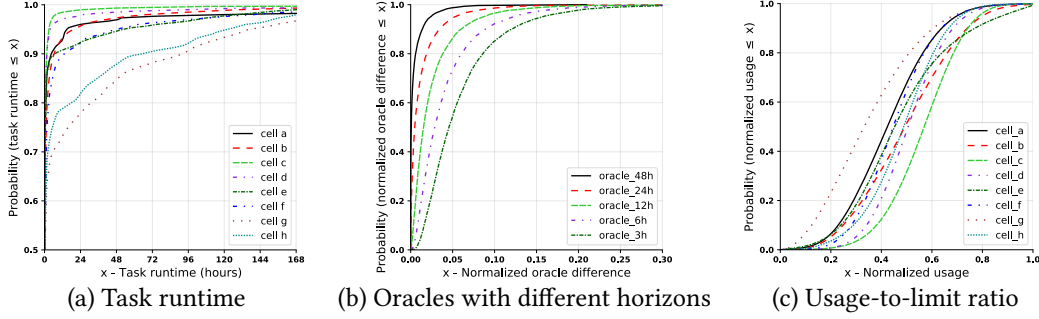 Probability (task runtime ≤ x)
1.0
0.9
0.8
0.7
0.6
0.5
cell a
cell b
cell c
cell d
cell e
cell f
cell g
cell h
0 24 48 72 96 120 144 168
x - Task runtime (hours)
(a) Task runtime
Probability (normalized oracle difference ≤ x)
1.0
0.8
0.6
0.4
0.2
0.0
oracle_48h
oracle_24h
oracle_12h
oracle_6h
oracle_3h
0.00 0.05 0.10 0.15 0.20 0.25 0.30
x - Normalized oracle difference
(b) Oracles with different horizons
Probability (normalized usage ≤ x)
1.0
0.8
0.6
0.4
0.2
0.0
cell_a
cell_b
cell_c
cell_d
cell_e
cell_f
cell_g
cell_h
0.0 0.2 0.4 0.6 0.8 1.0
x - Normalized usage
(c) Usage-to-limit ratio